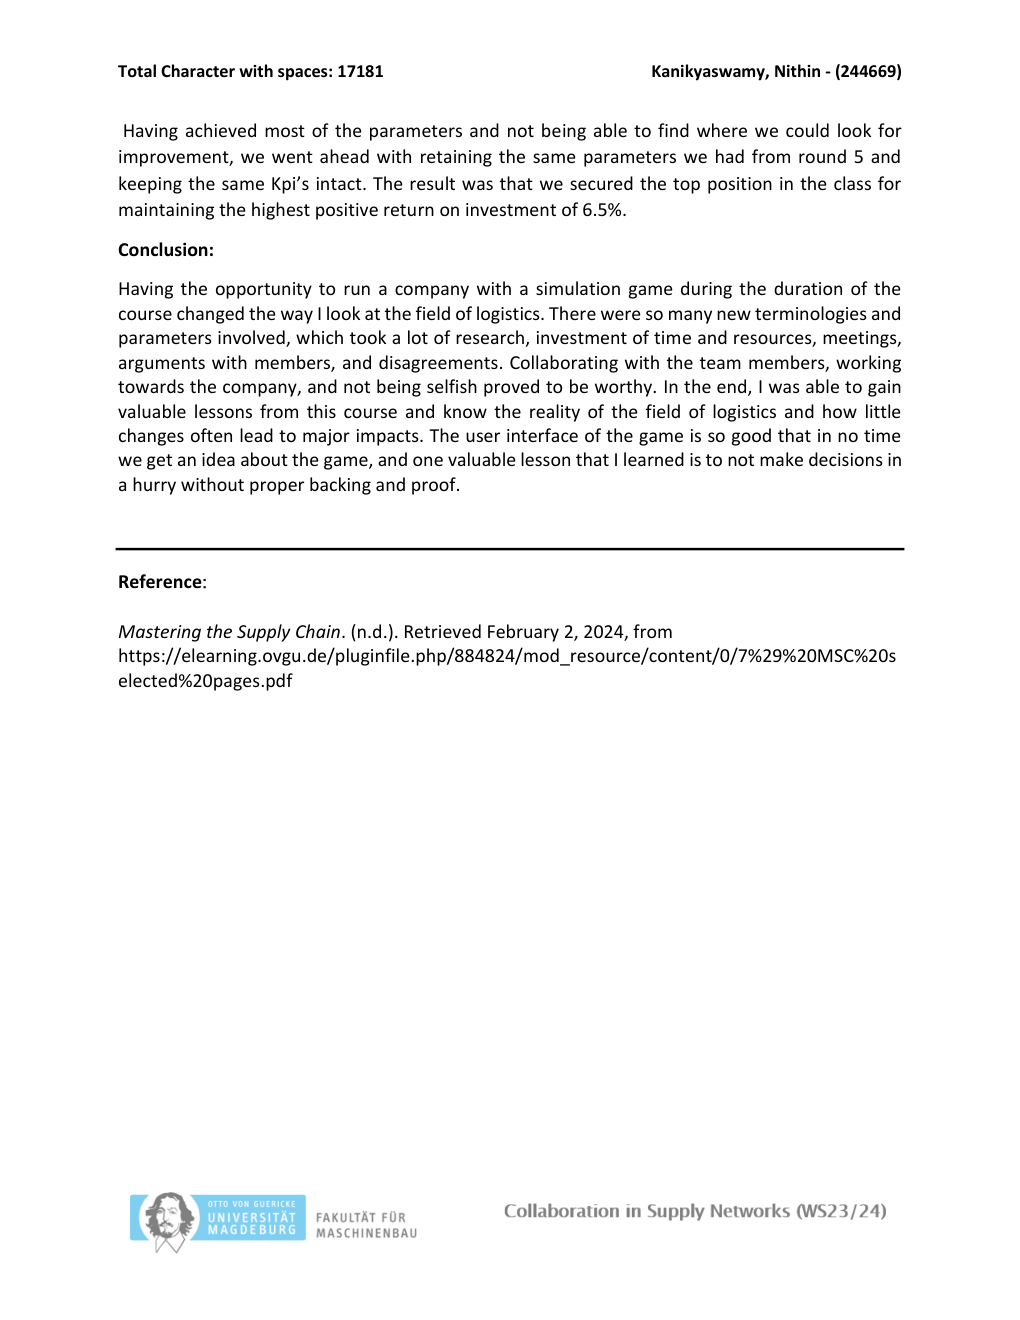 Total Character with spaces: 17181 Kanikyaswamy, Nithin - (244669)
Having achieved most of the parameters and not being able to find where we could look for
improvement, we went ahead with retaining the same parameters we had from round 5 and
keeping the same Kpi’s intact. The result was that we secured the top position in the class for
maintaining the highest positive return on investment of 6.5%.
Conclusion:
Having the opportunity to run a company with a simulation game during the duration of the
course changed the way I look at the field of logistics. There were so many new terminologies and
parameters involved, which took a lot of research, investment of time and resources, meetings,
arguments with members, and disagreements. Collaborating with the team members, working
towards the company, and not being selfish proved to be worthy. In the end, I was able to gain
valuable lessons from this course and know the reality of the field of logistics and how little
changes often lead to major impacts. The user interface of the game is so good that in no time
we get an idea about the game, and one valuable lesson that I learned is to not make decisions in
a hurry without proper backing and proof.
Reference:
Mastering the Supply Chain. (n.d.). Retrieved February 2, 2024, from
https://elearning.ovgu.de/pluginfile.php/884824/mod_resource/content/0/7%29%20MSC%20s
elected%20pages.pdf
OTTO VON GUERICKE
UNIVERSITÄT
MAGDEBURG
FAKULTÄT FÜR
MASCHINENBAU
Collaboration in Supply Networks (WS23/24)